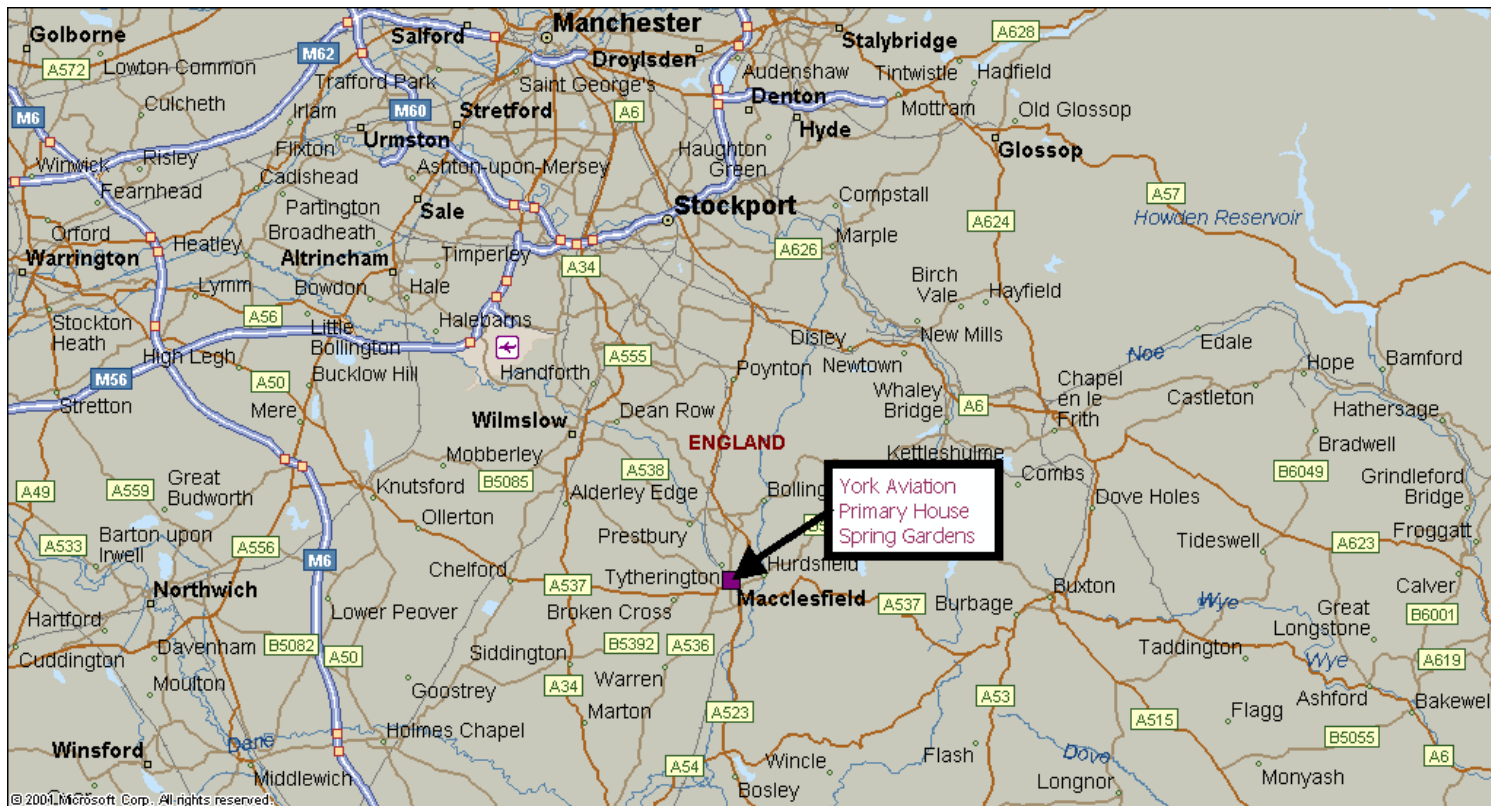 Manchester
Golborne
Salford
Stalybridge
A628
M62
Droylsden
A572
Lowton Common
Trafford Park
Saint George's
Audenshaw
Tintwistle
Hadfield
Culcheth
Irlam
M60
Stretford
A6
Denton
Mottram
Old Glossop
M6
Urmston
Hyde
Flixton
Haughton
Green
Glossop
Winwick
Risley
Ashton-upon-Mersey
Cadishead
Fearnhead
Compstall
A57
Partington
Sale
Stockport
A624
Howden Reservoir
Orford
Heatley
Broadheath
A626
Marple
Warrington
Altrincham
Timperley
A34
Birch
Vale
Lymm
Bowdon
Hale
Hayfield
Stockton
Heath
A56
Little
Bollington
Halebarns
Disley
New Mills
Edale
High Legh
A555
Noe
Hope
Bamford
M56
A50
Bucklow Hill
Handforth
Poynton
Newtown
Whaley
Bridge
Chapel
en le
Frith
Stretton
Mere
Dean Row
A6
Castleton
Hathersage
Wilmslow
ENGLAND
Bradwell
Mobberley
A538
Kettleshulme
Combs
B6049
Grindleford
Bridge
Great
Budworth
A49
A559
Knutsford
B5085
Alderley Edge
York Aviation
Primary House
Spring Gardens
Dove Holes
Barton upon
Irwell
Ollerton
Froggatt
A533
A556
Prestbury
Tideswell
A623
M6
Chelford
A537
Tytherington
Hurdsfield
Buxton
Calver
Northwich
Lower Peover
Broken Cross
Macclesfield
A537
Burbage
Wye
Great
Longstone
B6001
Hartford
Cuddington
Davenham
B5082
A50
Siddington
B5392
A536
Taddington
Wye
A619
Moulton
Goostrey
A34
Warren
A53
Ashford
Bakewell
Marton
A523
A515
Flagg
Holmes Chapel
B5055
Winsford
Dane
Wincle
Flash
Dove
A6
Middlewich
A54
Bosley
Longnor
Monyash
© 2001 Microsoft Corp. All rights reserved.